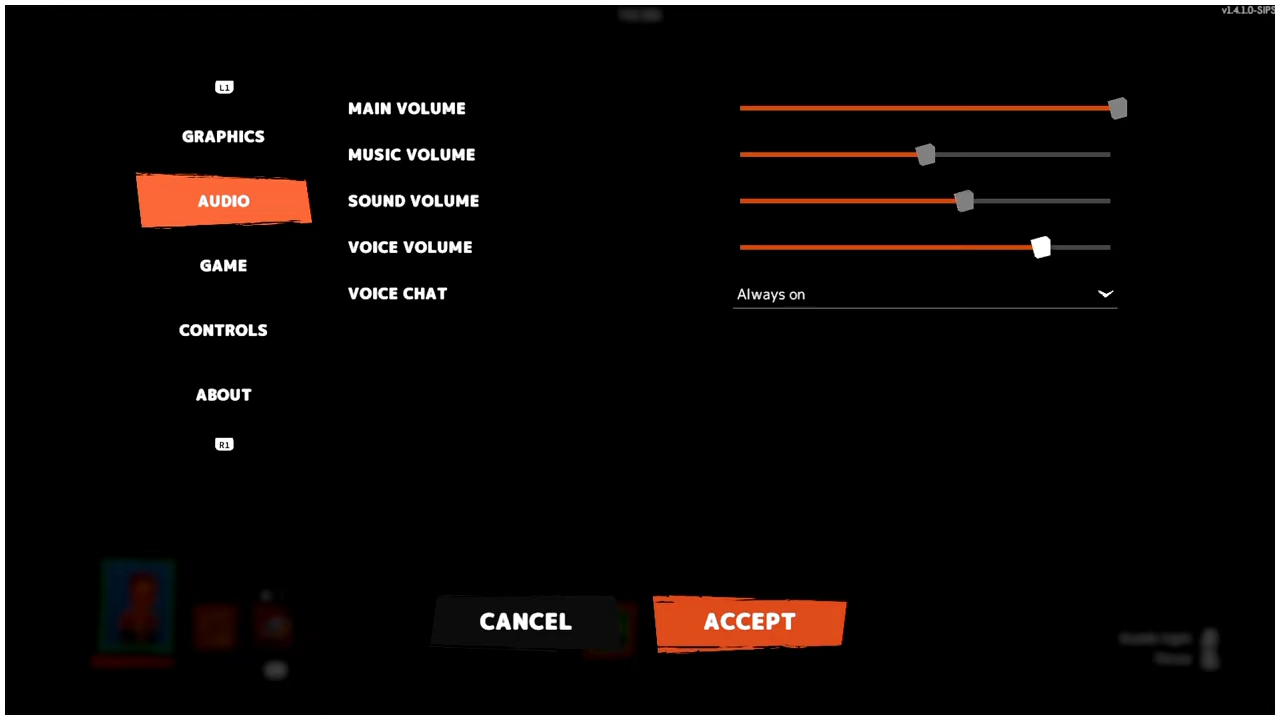 v1.4.1.0-SIPS
L1
GRAPHICS
AUDIO
GAME
CONTROLS
ABOUT
R1
MAIN VOLUME
MUSIC VOLUME
SOUND VOLUME
VOICE VOLUME
VOICE CHAT
Always on
CANCEL
ACCEPT